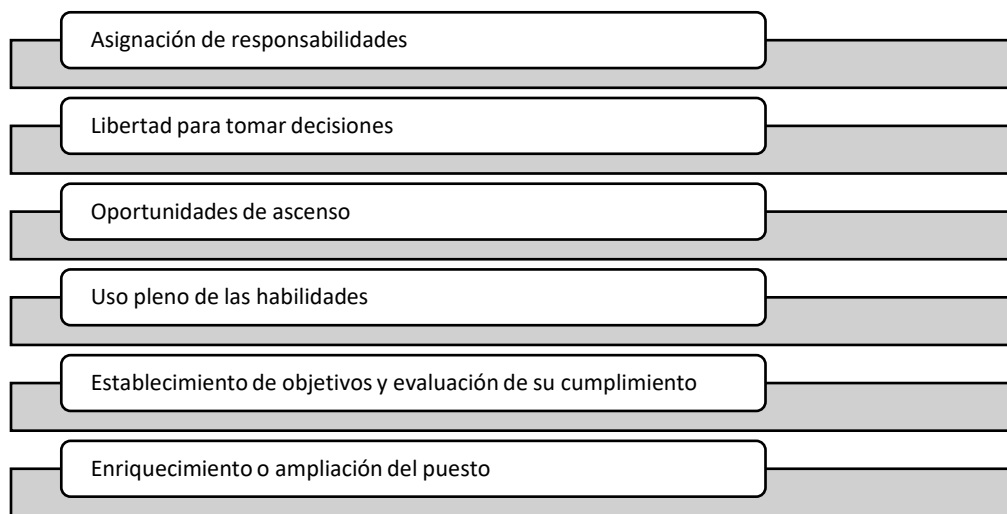 Asignación de responsabilidades
Libertad para tomar decisiones
Oportunidades de ascenso
Uso pleno de las habilidades
Establecimiento de objetivos y evaluación de su cumplimiento
Enriquecimiento o ampliación del puesto